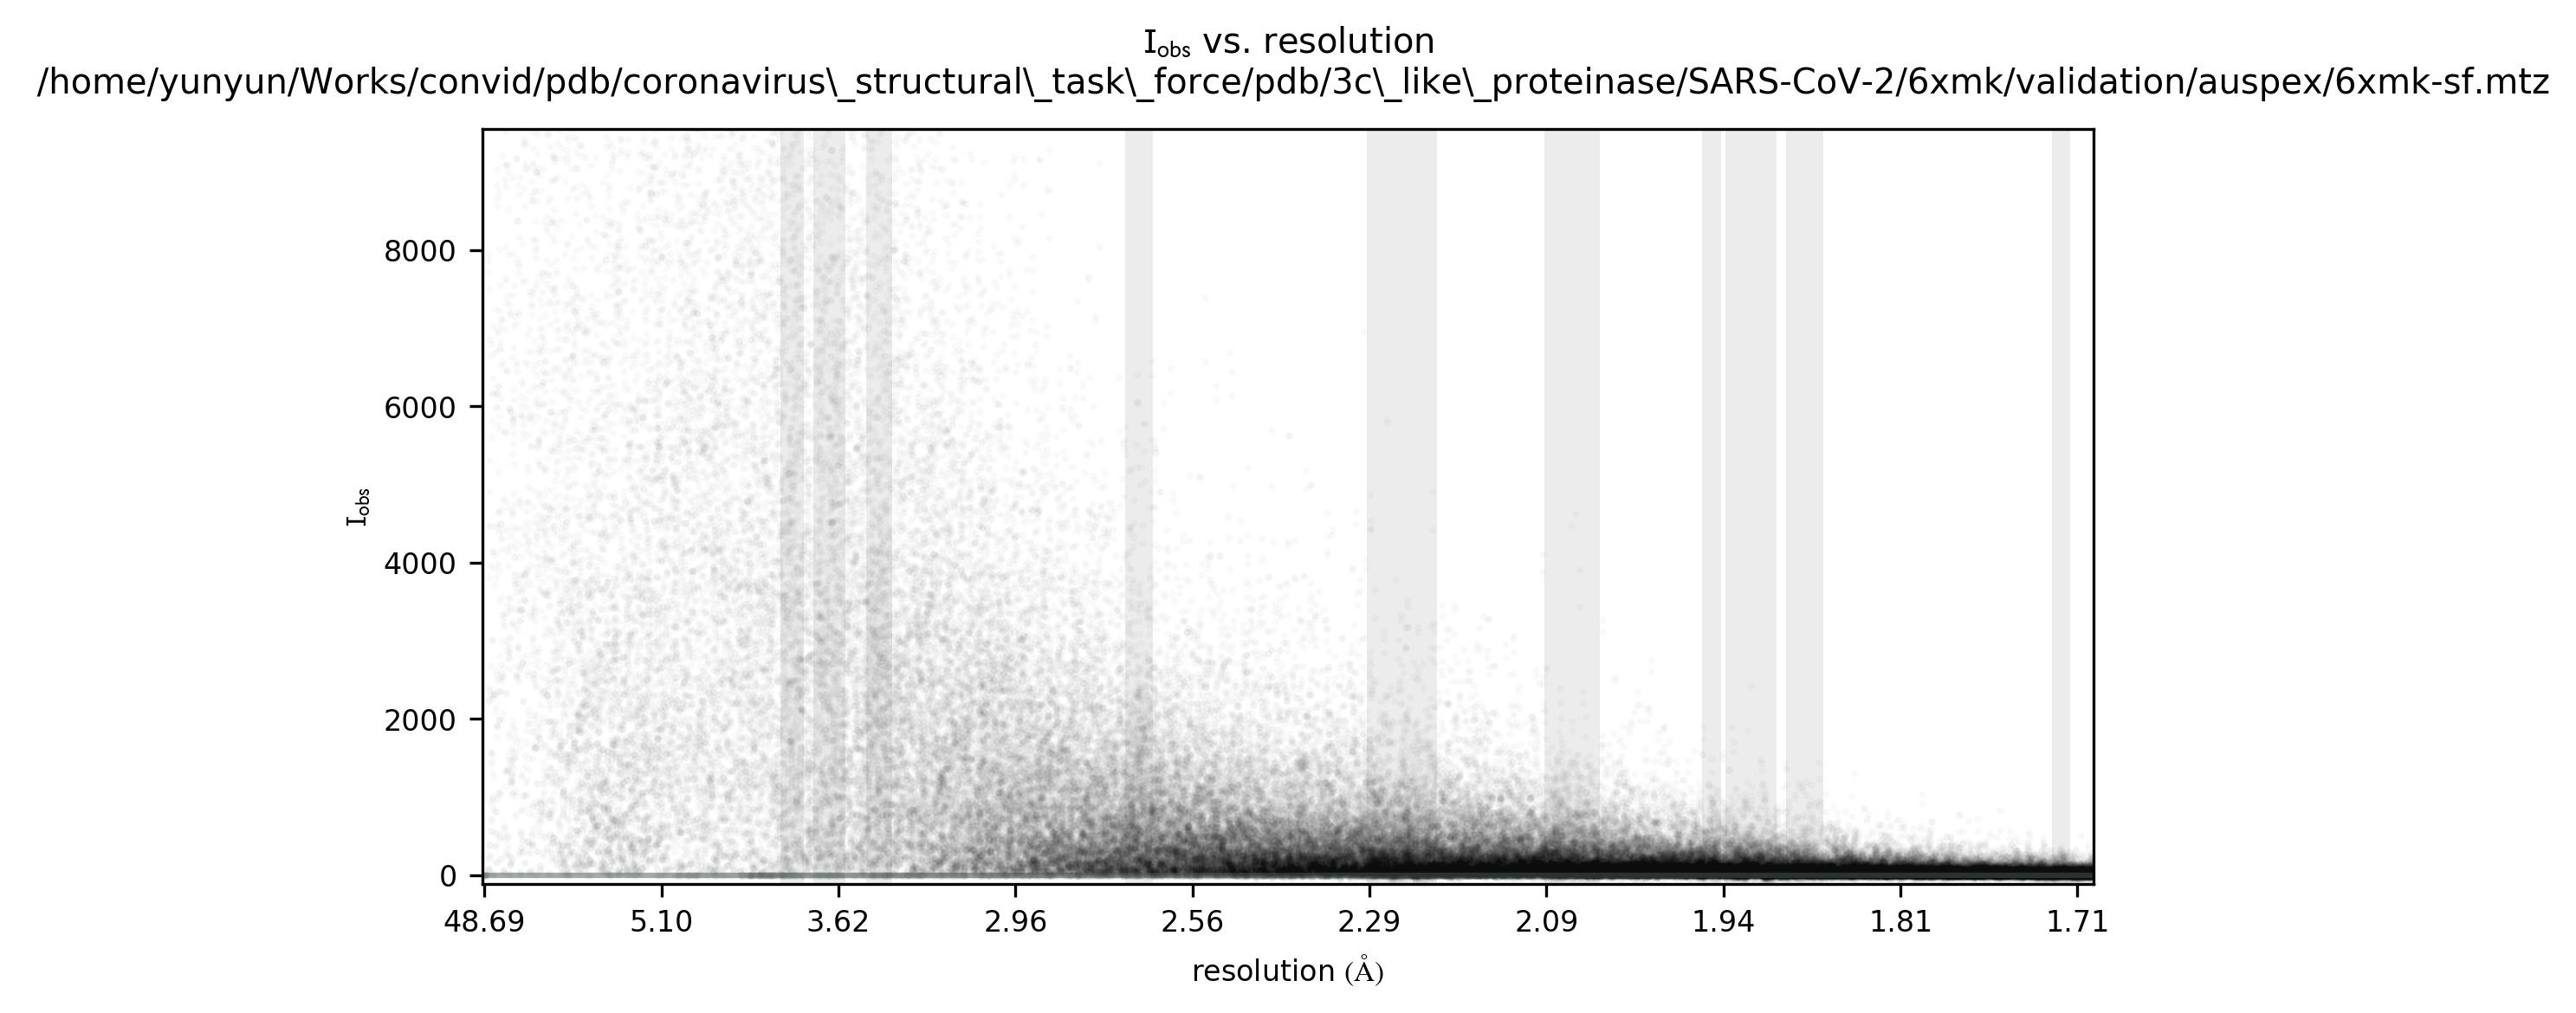 I_obs vs. resolution
/home/yunyun/Works/convid/pdb/coronavirus\_structural\_task\_force/pdb/3c\_like\_proteinase/SARS-CoV-2/6xmk/validation/auspex/6xmk-sf.mtz
8000
6000
I_obs
4000
2000
0
48.69 5.10 3.62 2.96 2.56 2.29 2.09 1.94 1.81 1.71
resolution (Å)